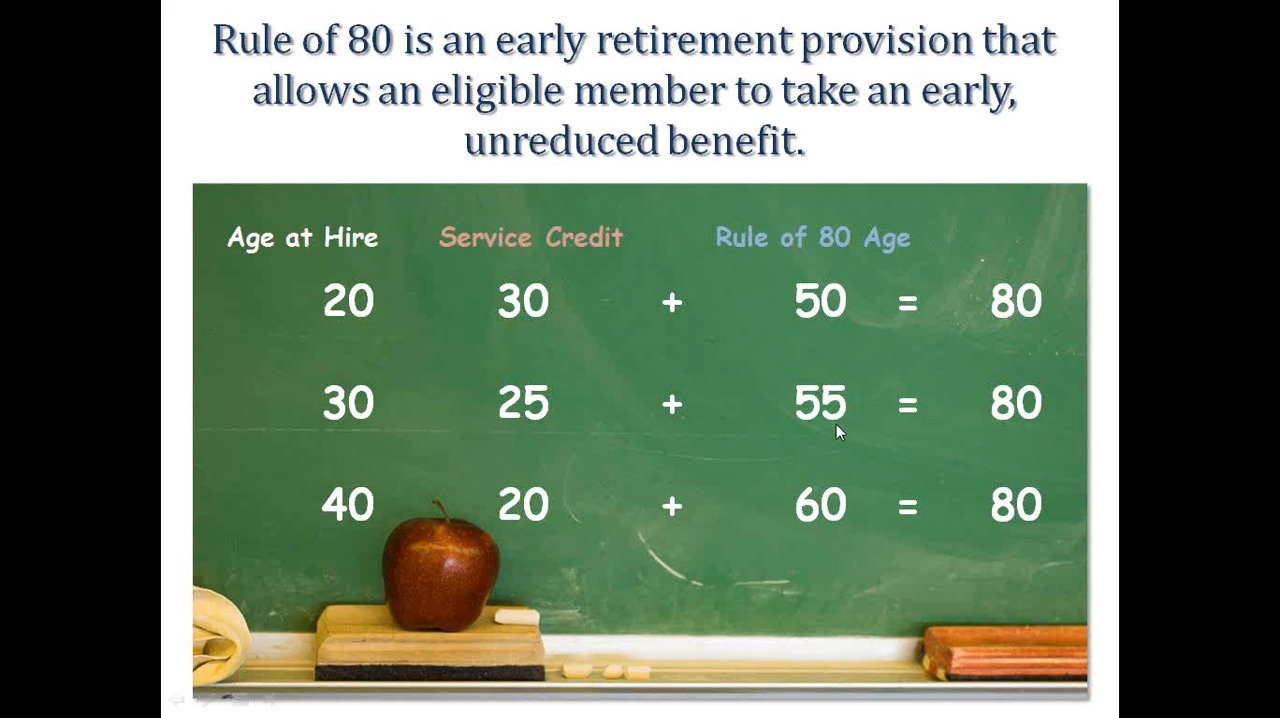 Rule of 80 is an early retirement provision that
allows an eligible member to take an early,
unreduced benefit.
Age at Hire Service Credit Rule of 80 Age
20 30 + 50 = 80
30 25 + 55 = 80
40 20 + 60 = 80